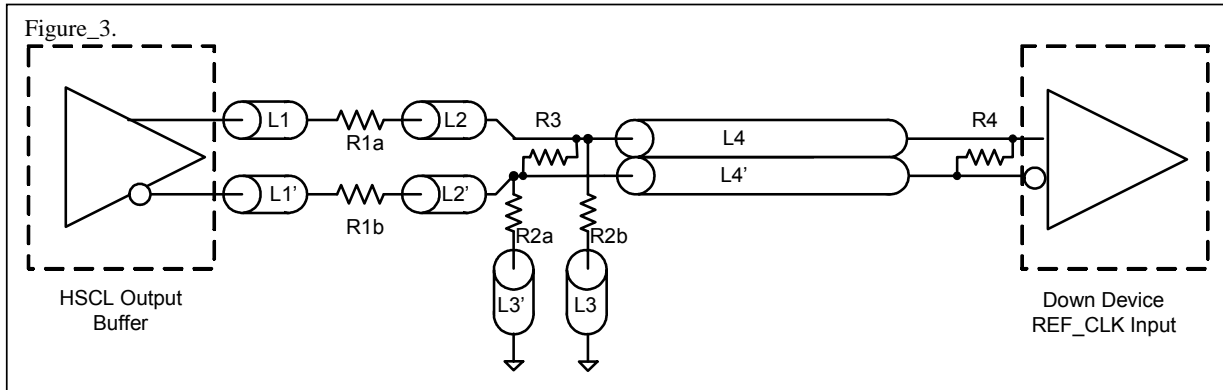 Figure_3.
R3
R4
L1
L2
L4
R1a
L4'
L1'
L2'
R1b
R2a
R2b
L3'
L3
HSCL Output
Buffer
Down Device
REF_CLK Input